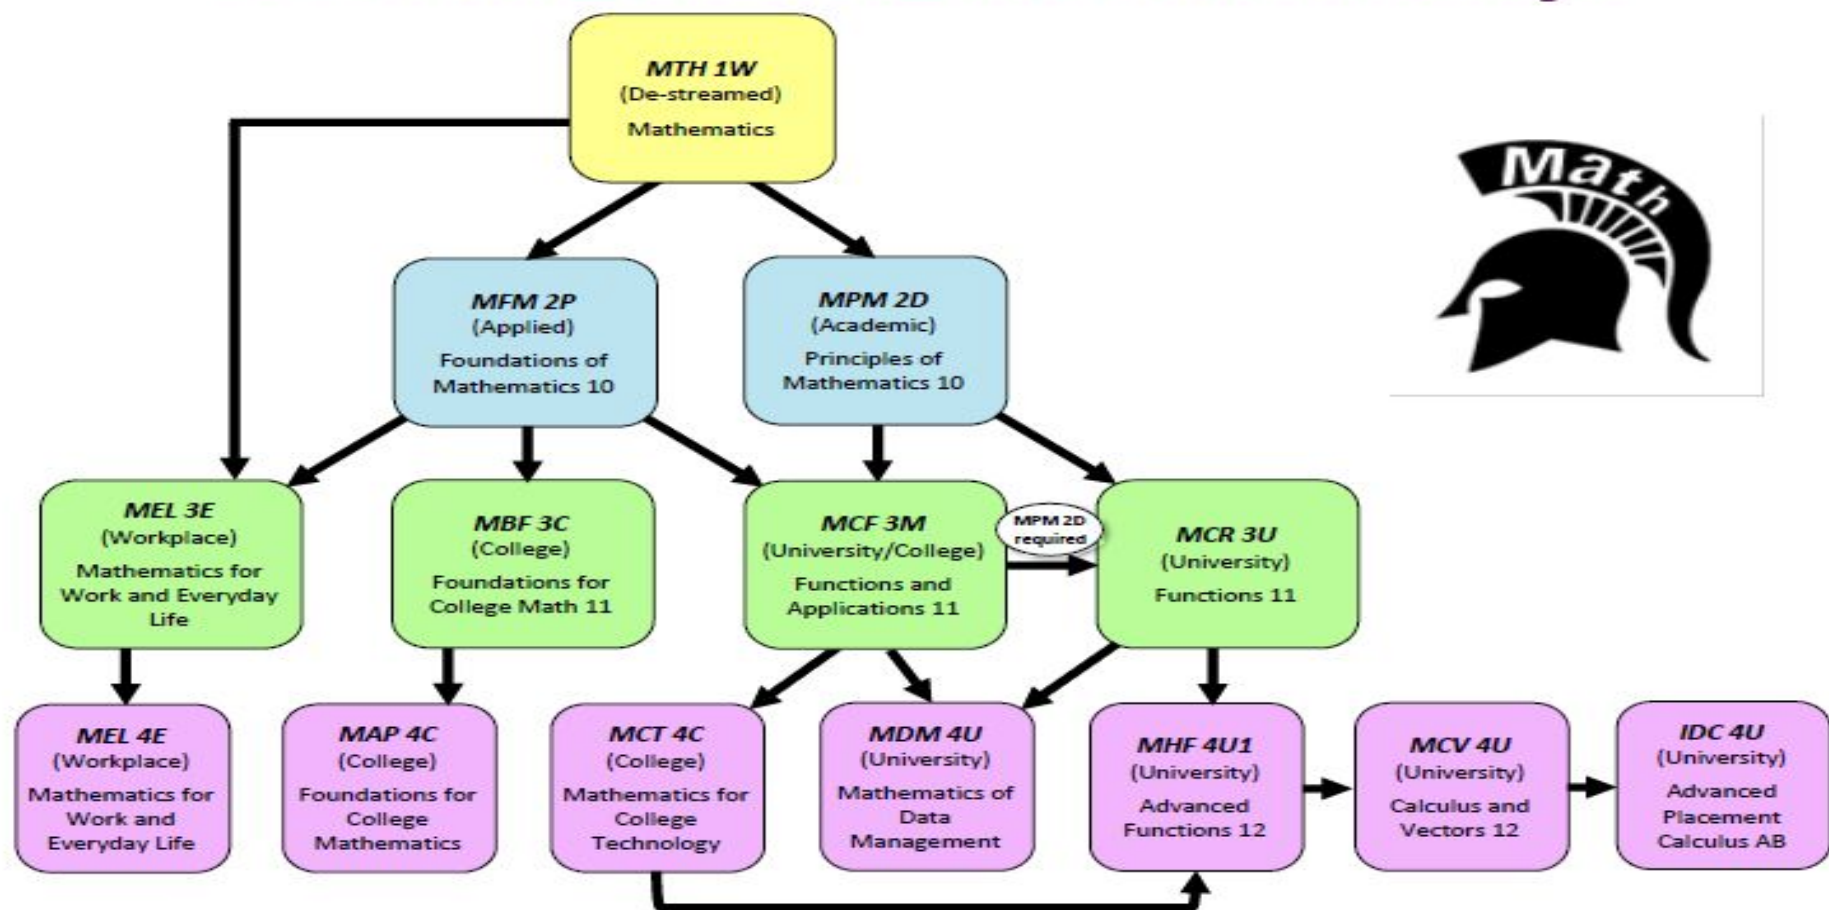 MTH 1W
(De-streamed)
Mathematics
Math
MFM 2P
(Applied)
Foundations of
Mathematics 10
MPM 2D
(Academic)
Principles of
Mathematics 10
MEL 3E
(Workplace)
Mathematics for
Work and Everyday
Life
MBF 3C
(College)
Foundations for
College Math 11
MCF 3M
(University/College)
Functions and
Applications 11
MPM 2D
required
MCR 3U
(University)
Functions 11
MEL 4E
(Workplace)
Mathematics for
Work and
Everyday Life
MAP 4C
(College)
Foundations for
College
Mathematics
MCT 4C
(College)
Mathematics for
College
Technology
MDM 4U
(University)
Mathematics of
Data
Management
MHF 4U1
(University)
Advanced
Functions 12
MCV 4U
(University)
Calculus and
Vectors 12
IDC 4U
(University)
Advanced
Placement
Calculus AB